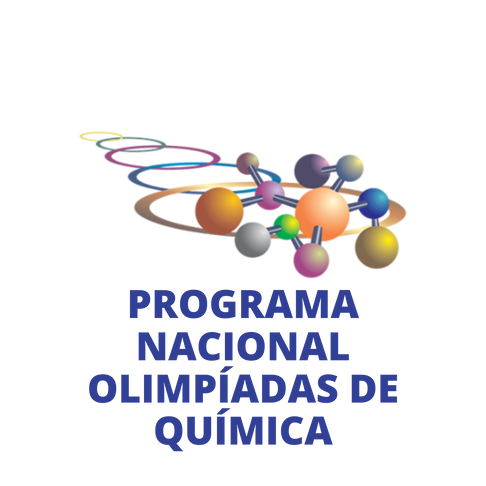 PROGRAMA
NACIONAL
OLIMPÍADAS DE
QUÍMICA